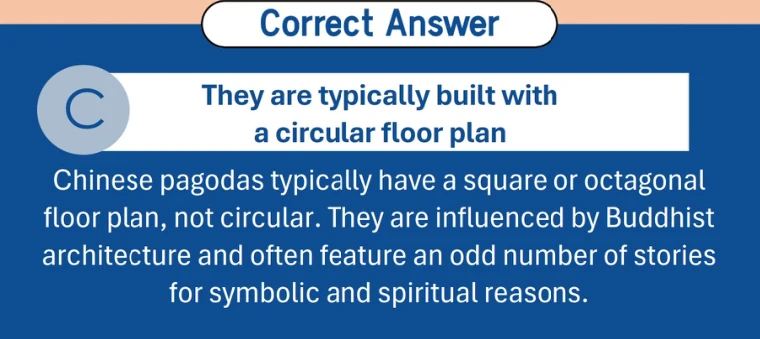 Correct Answer
C
They are typically built with
a circular floor plan
Chinese pagodas typically have a square or octagonal
floor plan, not circular. They are influenced by Buddhist
architecture and often feature an odd number of stories
for symbolic and spiritual reasons.